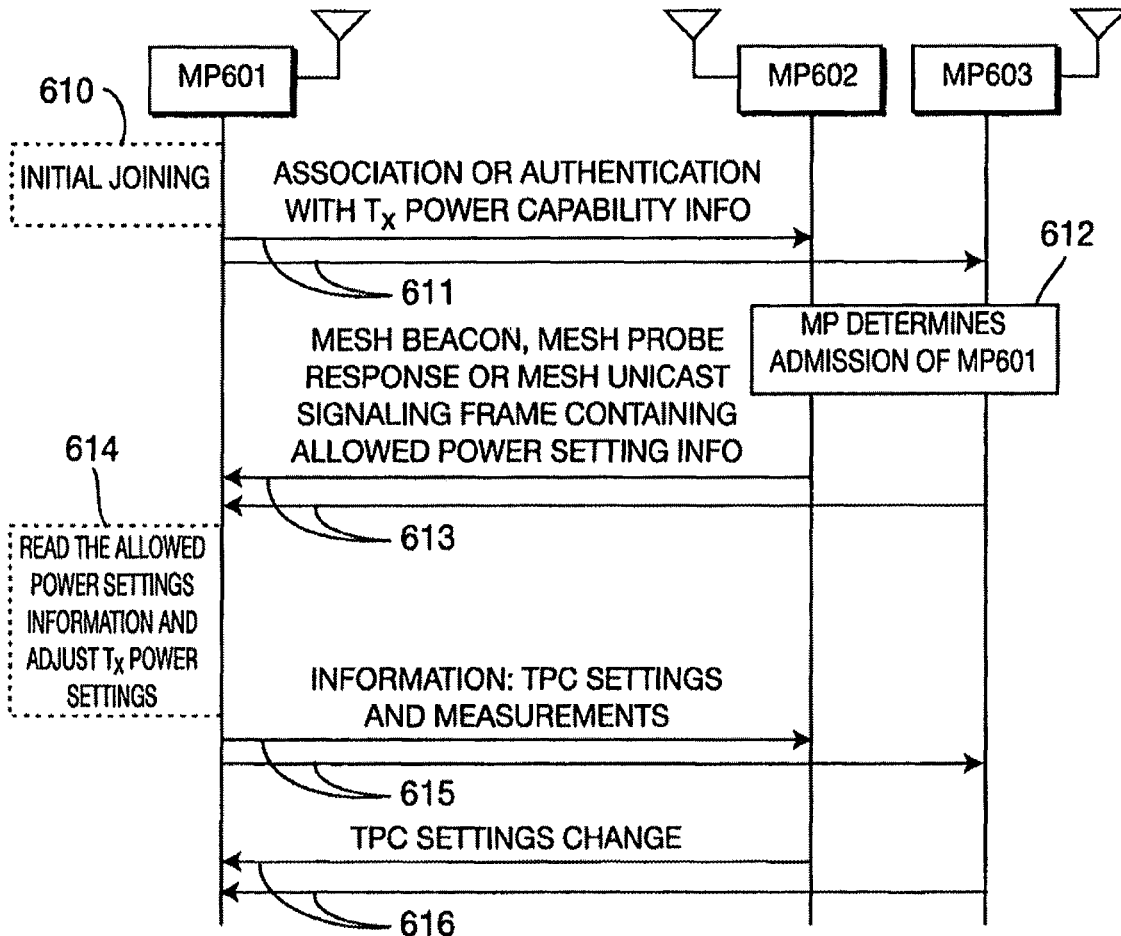 MP601
MP602
MP603
610
INITIAL JOINING
ASSOCIATION OR AUTHENTICATION
WITH Tx POWER CAPABILITY INFO
611
612
MP DETERMINES
ADMISSION OF MP601
MESH BEACON, MESH PROBE
RESPONSE OR MESH UNICAST
SIGNALING FRAME CONTAINING
ALLOWED POWER SETTING INFO
613
614
READ THE ALLOWED
POWER SETTINGS
INFORMATION AND
ADJUST Tx POWER
SETTINGS
INFORMATION: TPC SETTINGS
AND MEASUREMENTS
615
TPC SETTINGS CHANGE
616